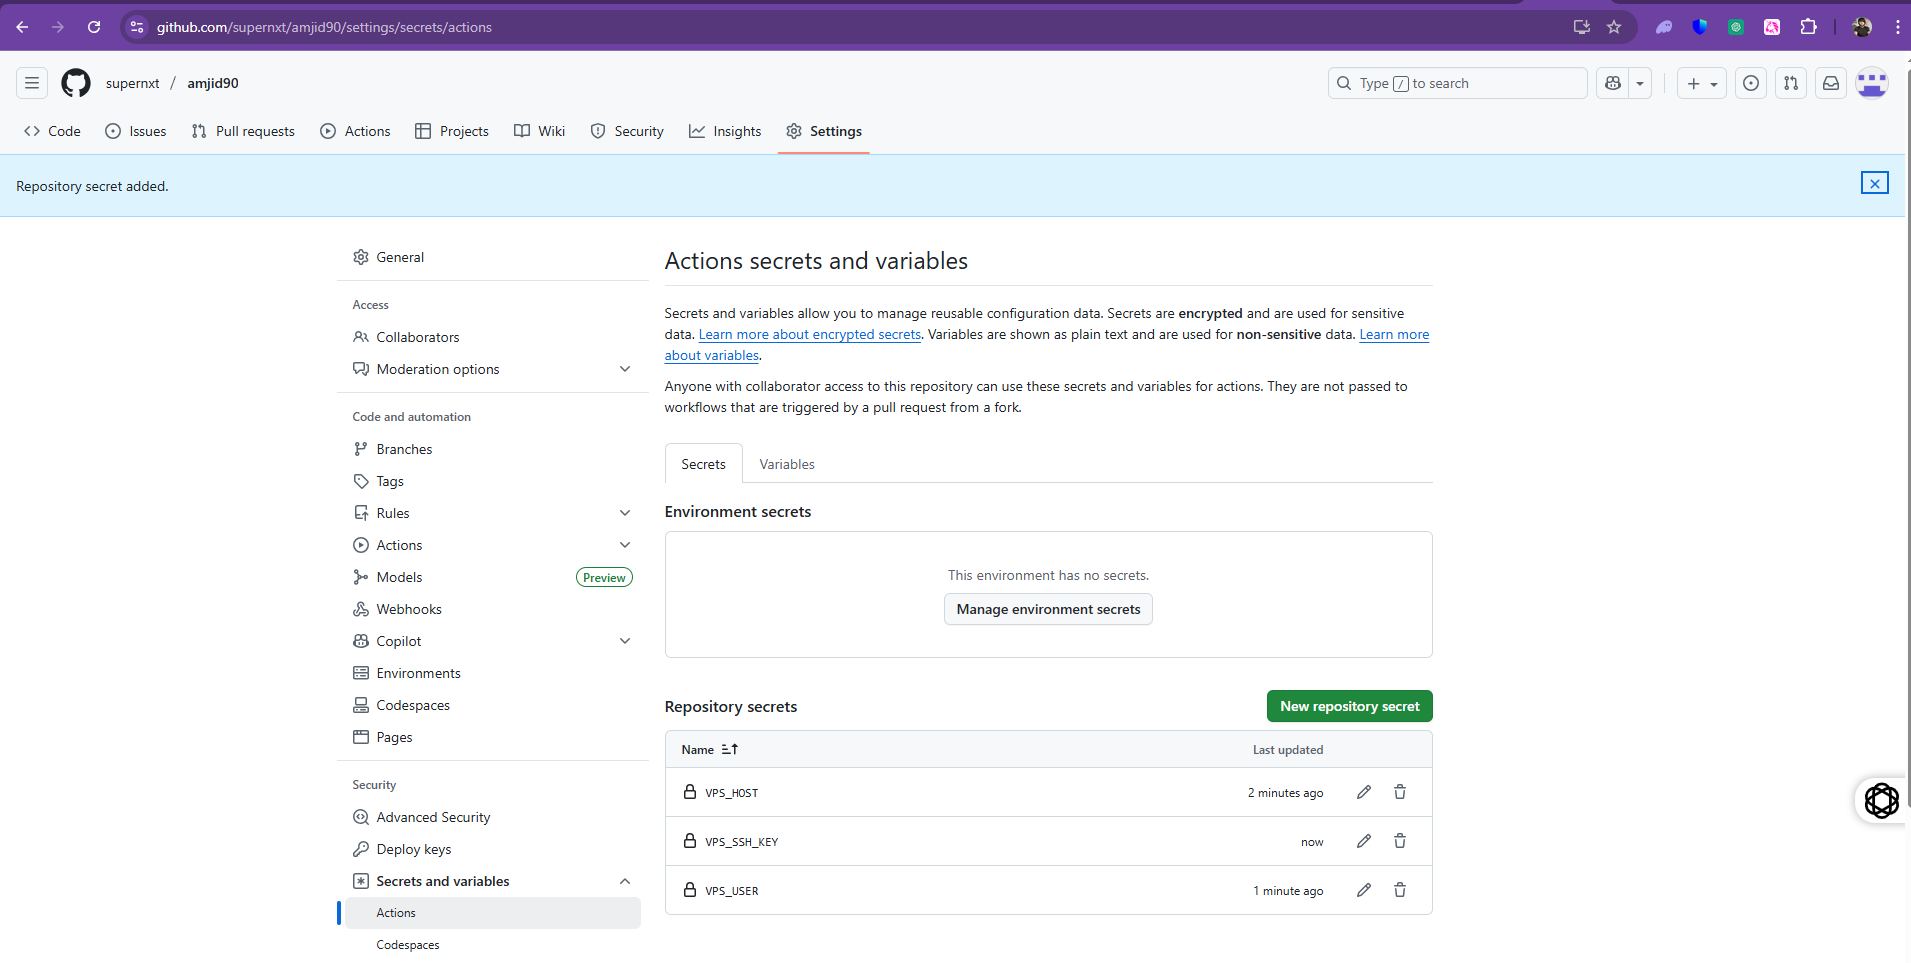 github.com/supernxt/amjid90/settings/secrets/actions
supernxt / amjid90
Type / to search
Code Issues Pull requests Actions Projects Wiki Security Insights Settings
Repository secret added.
General
Access
Collaborators
Moderation options
Code and automation
Branches
Tags
Rules
Actions
Models Preview
Webhooks
Copilot
Environments
Codespaces
Pages
Security
Advanced Security
Deploy keys
Secrets and variables
Actions
Codespaces
Actions secrets and variables
Secrets and variables allow you to manage reusable configuration data. Secrets are encrypted and are used for sensitive
data. Learn more about encrypted secrets. Variables are shown as plain text and are used for non-sensitive data. Learn more
about variables.
Anyone with collaborator access to this repository can use these secrets and variables for actions. They are not passed to
workflows that are triggered by a pull request from a fork.
Secrets Variables
Environment secrets
This environment has no secrets.
Manage environment secrets
Repository secrets New repository secret
Name Last updated
VPS_HOST 2 minutes ago
VPS_SSH_KEY now
VPS_USER 1 minute ago